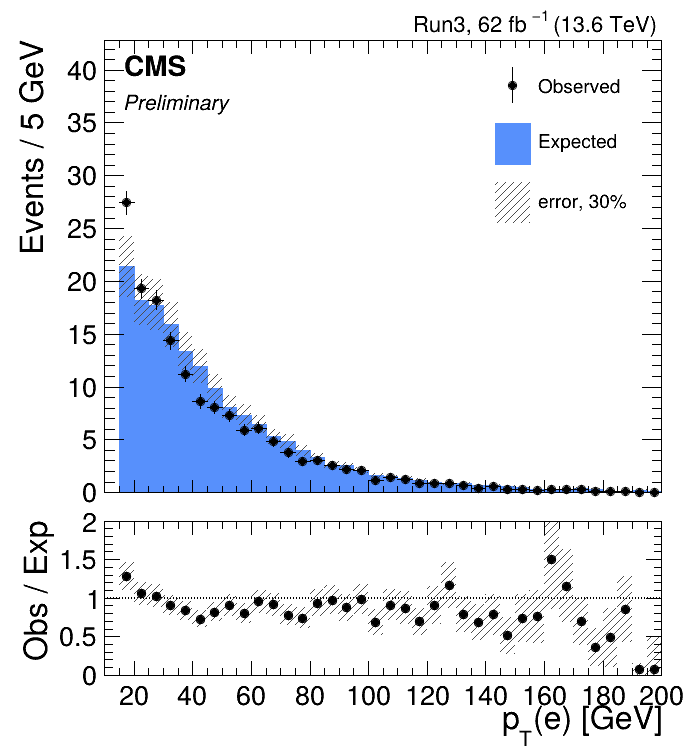 Run3, 62 fb⁻¹ (13.6 TeV)
CMS
Preliminary
Observed
Expected
error, 30%
Events / 5 GeV
40
35
30
25
20
15
10
5
0
Obs / Exp
2
1.5
1
0.5
0
20 40 60 80 100 120 140 160 180 200
p_T(e) [GeV]